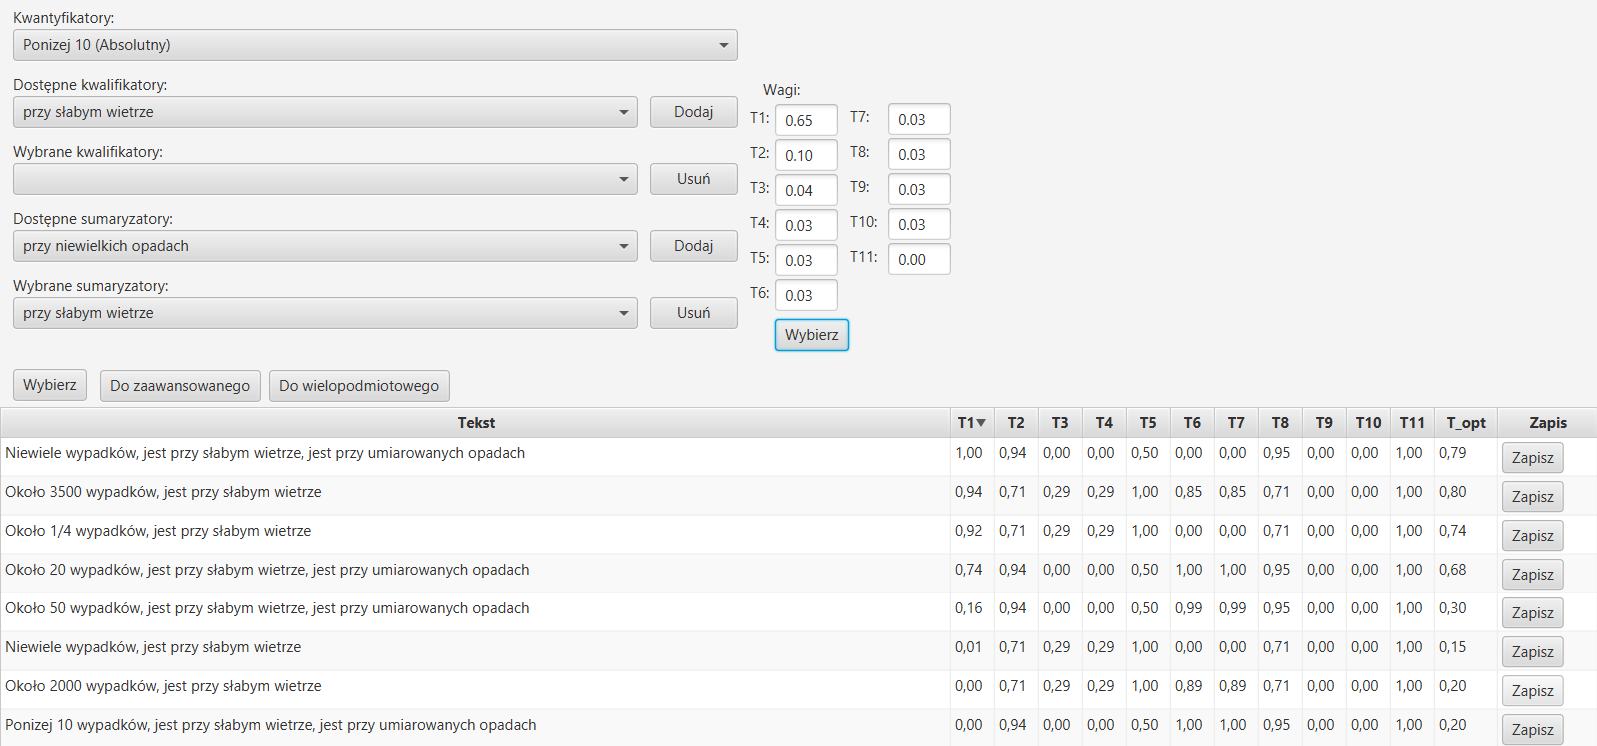 Kwantyfikatory:
Ponizej 10 (Absolutny)
Dostępne kwalifikatory:
przy słabym wietrze
Dodaj
Wybrane kwalifikatory:
Usuń
Dostępne sumaryzatory:
przy niewielkich opadach
Dodaj
Wybrane sumaryzatory:
przy słabym wietrze
Usuń
Wagi:
T1: 0.65 T7: 0.03
T2: 0.10 T8: 0.03
T3: 0.04 T9: 0.03
T4: 0.03 T10: 0.03
T5: 0.03 T11: 0.00
T6: 0.03
Wybierz
Wybierz Do zaawansowanego Do wielopodmiotowego
Tekst T1 T2 T3 T4 T5 T6 T7 T8 T9 T10 T11 T_opt Zapis
Niewiele wypadków, jest przy słabym wietrze, jest przy umiarowanych opadach 1,00 0,94 0,00 0,00 0,50 0,00 0,00 0,95 0,00 0,00 1,00 0,79 Zapisz
Około 3500 wypadków, jest przy słabym wietrze 0,94 0,71 0,29 0,29 1,00 0,85 0,85 0,71 0,00 0,00 1,00 0,80 Zapisz
Około 1/4 wypadków, jest przy słabym wietrze 0,92 0,71 0,29 0,29 1,00 0,00 0,00 0,71 0,00 0,00 1,00 0,74 Zapisz
Około 20 wypadków, jest przy słabym wietrze, jest przy umiarowanych opadach 0,74 0,94 0,00 0,00 0,50 1,00 1,00 0,95 0,00 0,00 1,00 0,68 Zapisz
Około 50 wypadków, jest przy słabym wietrze, jest przy umiarowanych opadach 0,16 0,94 0,00 0,00 0,50 0,99 0,99 0,95 0,00 0,00 1,00 0,30 Zapisz
Niewiele wypadków, jest przy słabym wietrze 0,01 0,71 0,29 0,29 1,00 0,00 0,00 0,71 0,00 0,00 1,00 0,15 Zapisz
Około 2000 wypadków, jest przy słabym wietrze 0,00 0,71 0,29 0,29 1,00 0,89 0,89 0,71 0,00 0,00 1,00 0,20 Zapisz
Ponizej 10 wypadków, jest przy słabym wietrze, jest przy umiarowanych opadach 0,00 0,94 0,00 0,00 0,50 1,00 1,00 0,95 0,00 0,00 1,00 0,20 Zapisz